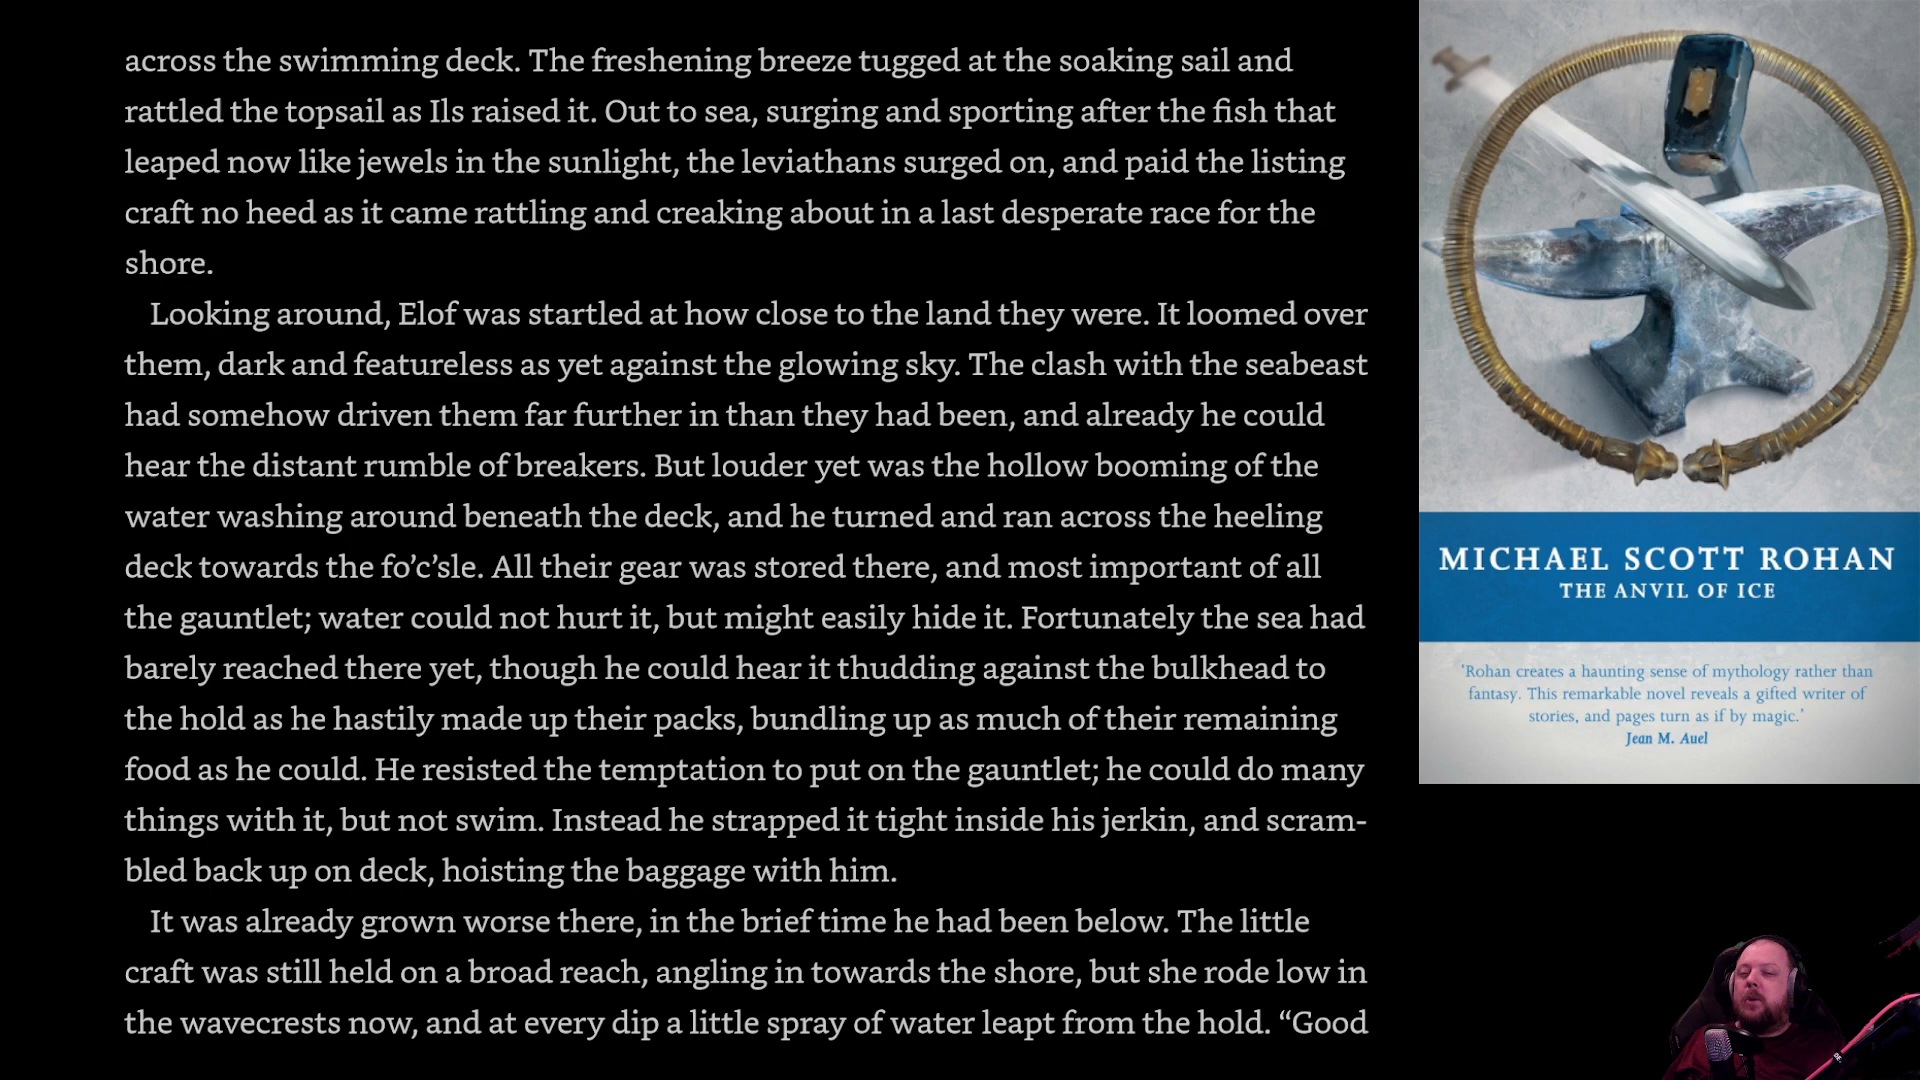 across the swimming deck. The freshening breeze tugged at the soaking sail and
rattled the topsail as Ils raised it. Out to sea, surging and sporting after the fish that
leaped now like jewels in the sunlight, the leviathans surged on, and paid the listing
craft no heed as it came rattling and creaking about in a last desperate race for the
shore.
Looking around, Elof was startled at how close to the land they were. It loomed over
them, dark and featureless as yet against the glowing sky. The clash with the seabeast
had somehow driven them far further in than they had been, and already he could
hear the distant rumble of breakers. But louder yet was the hollow booming of the
water washing around beneath the deck, and he turned and ran across the heeling
deck towards the fo’c’sle. All their gear was stored there, and most important of all
the gauntlet; water could not hurt it, but might easily hide it. Fortunately the sea had
barely reached there yet, though he could hear it thudding against the bulkhead to
the hold as he hastily made up their packs, bundling up as much of their remaining
food as he could. He resisted the temptation to put on the gauntlet; he could do many
things with it, but not swim. Instead he strapped it tight inside his jerkin, and scram-
bled back up on deck, hoisting the baggage with him.
It was already grown worse there, in the brief time he had been below. The little
craft was still held on a broad reach, angling in towards the shore, but she rode low in
the wavecrests now, and at every dip a little spray of water leapt from the hold. “Good
MICHAEL SCOTT ROHAN
THE ANVIL OF ICE
‘Rohan creates a haunting sense of mythology rather than
fantasy. This remarkable novel reveals a gifted writer of
stories, and pages turn as if by magic.’
Jean M. Auel